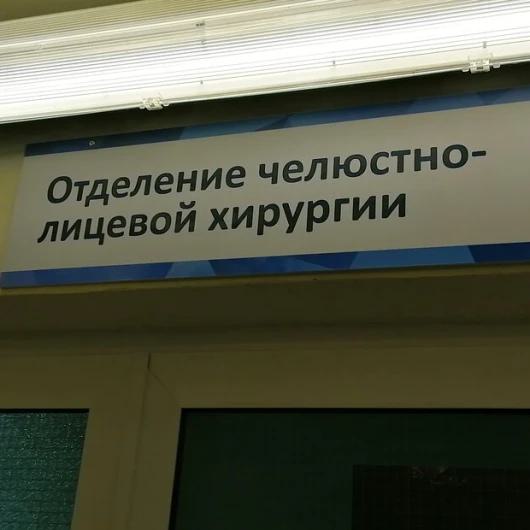 Отделение челюстно-
лицевой хирургии